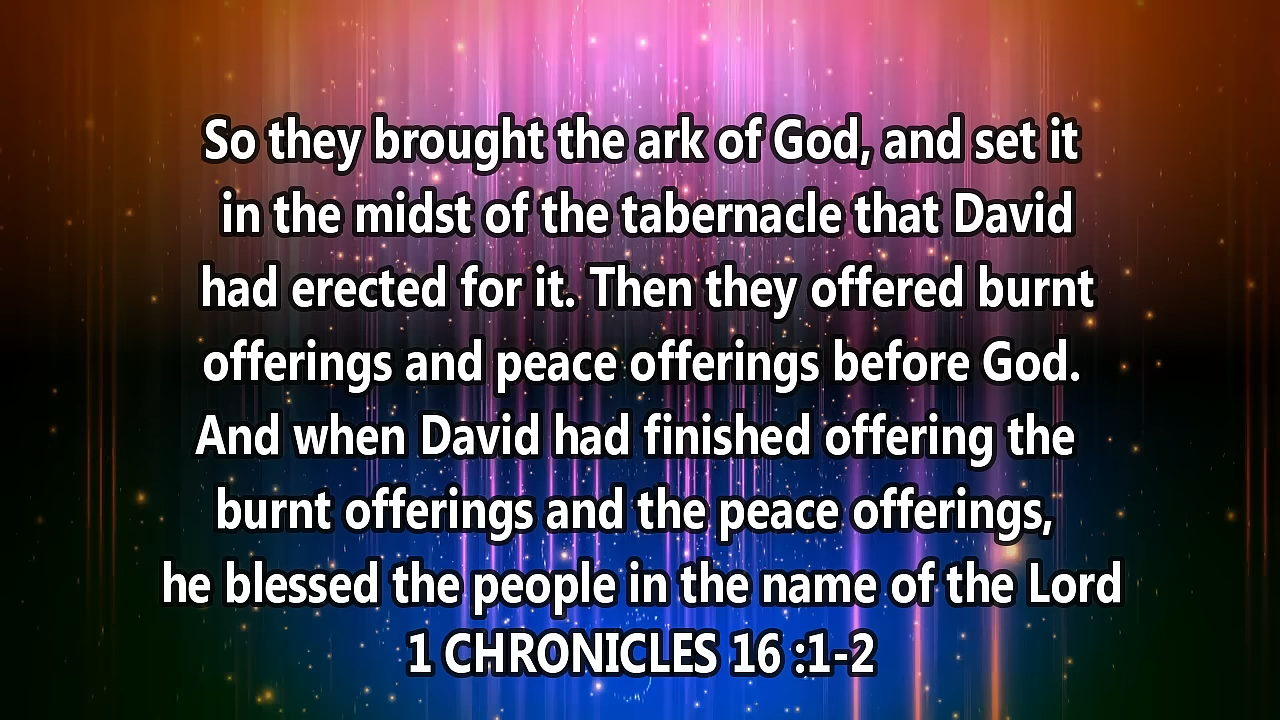 So they brought the ark of God, and set it
in the midst of the tabernacle that David
had erected for it. Then they offered burnt
offerings and peace offerings before God.
And when David had finished offering the
burnt offerings and the peace offerings,
he blessed the people in the name of the Lord
1 CHRONICLES 16 :1-2